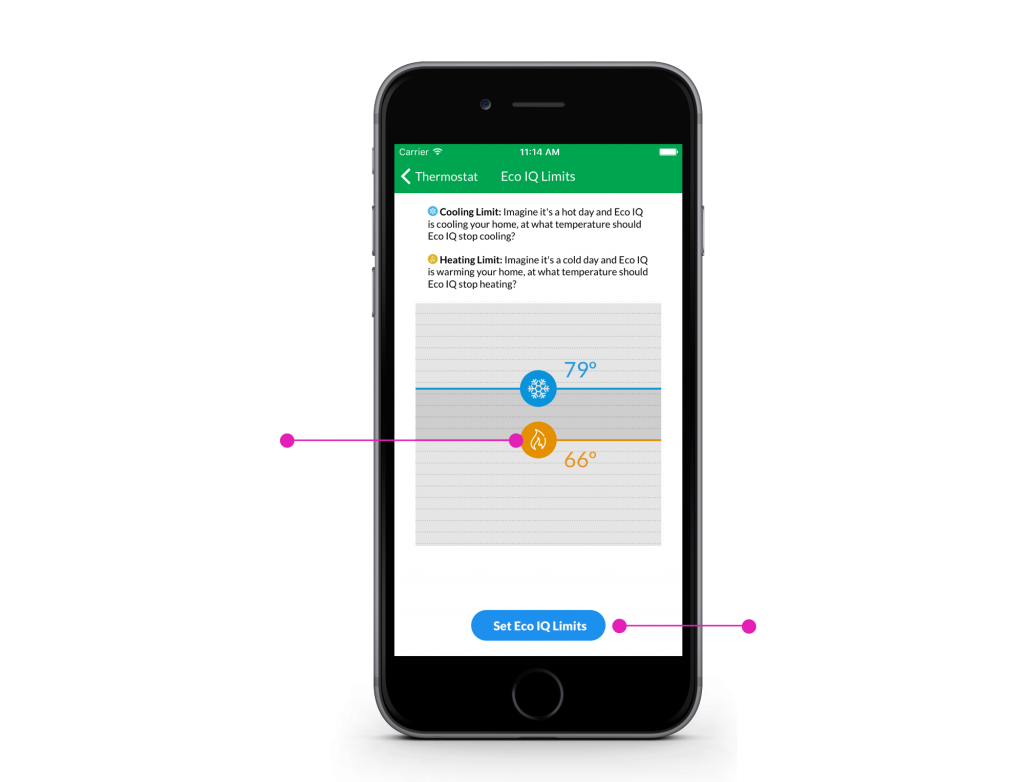 Carrier 11:14 AM
Thermostat Eco IQ Limits
Cooling Limit: Imagine it's a hot day and Eco IQ
is cooling your home, at what temperature should
Eco IQ stop cooling?
Heating Limit: Imagine it's a cold day and Eco IQ
is warming your home, at what temperature should
Eco IQ stop heating?
79°
66°
Set Eco IQ Limits